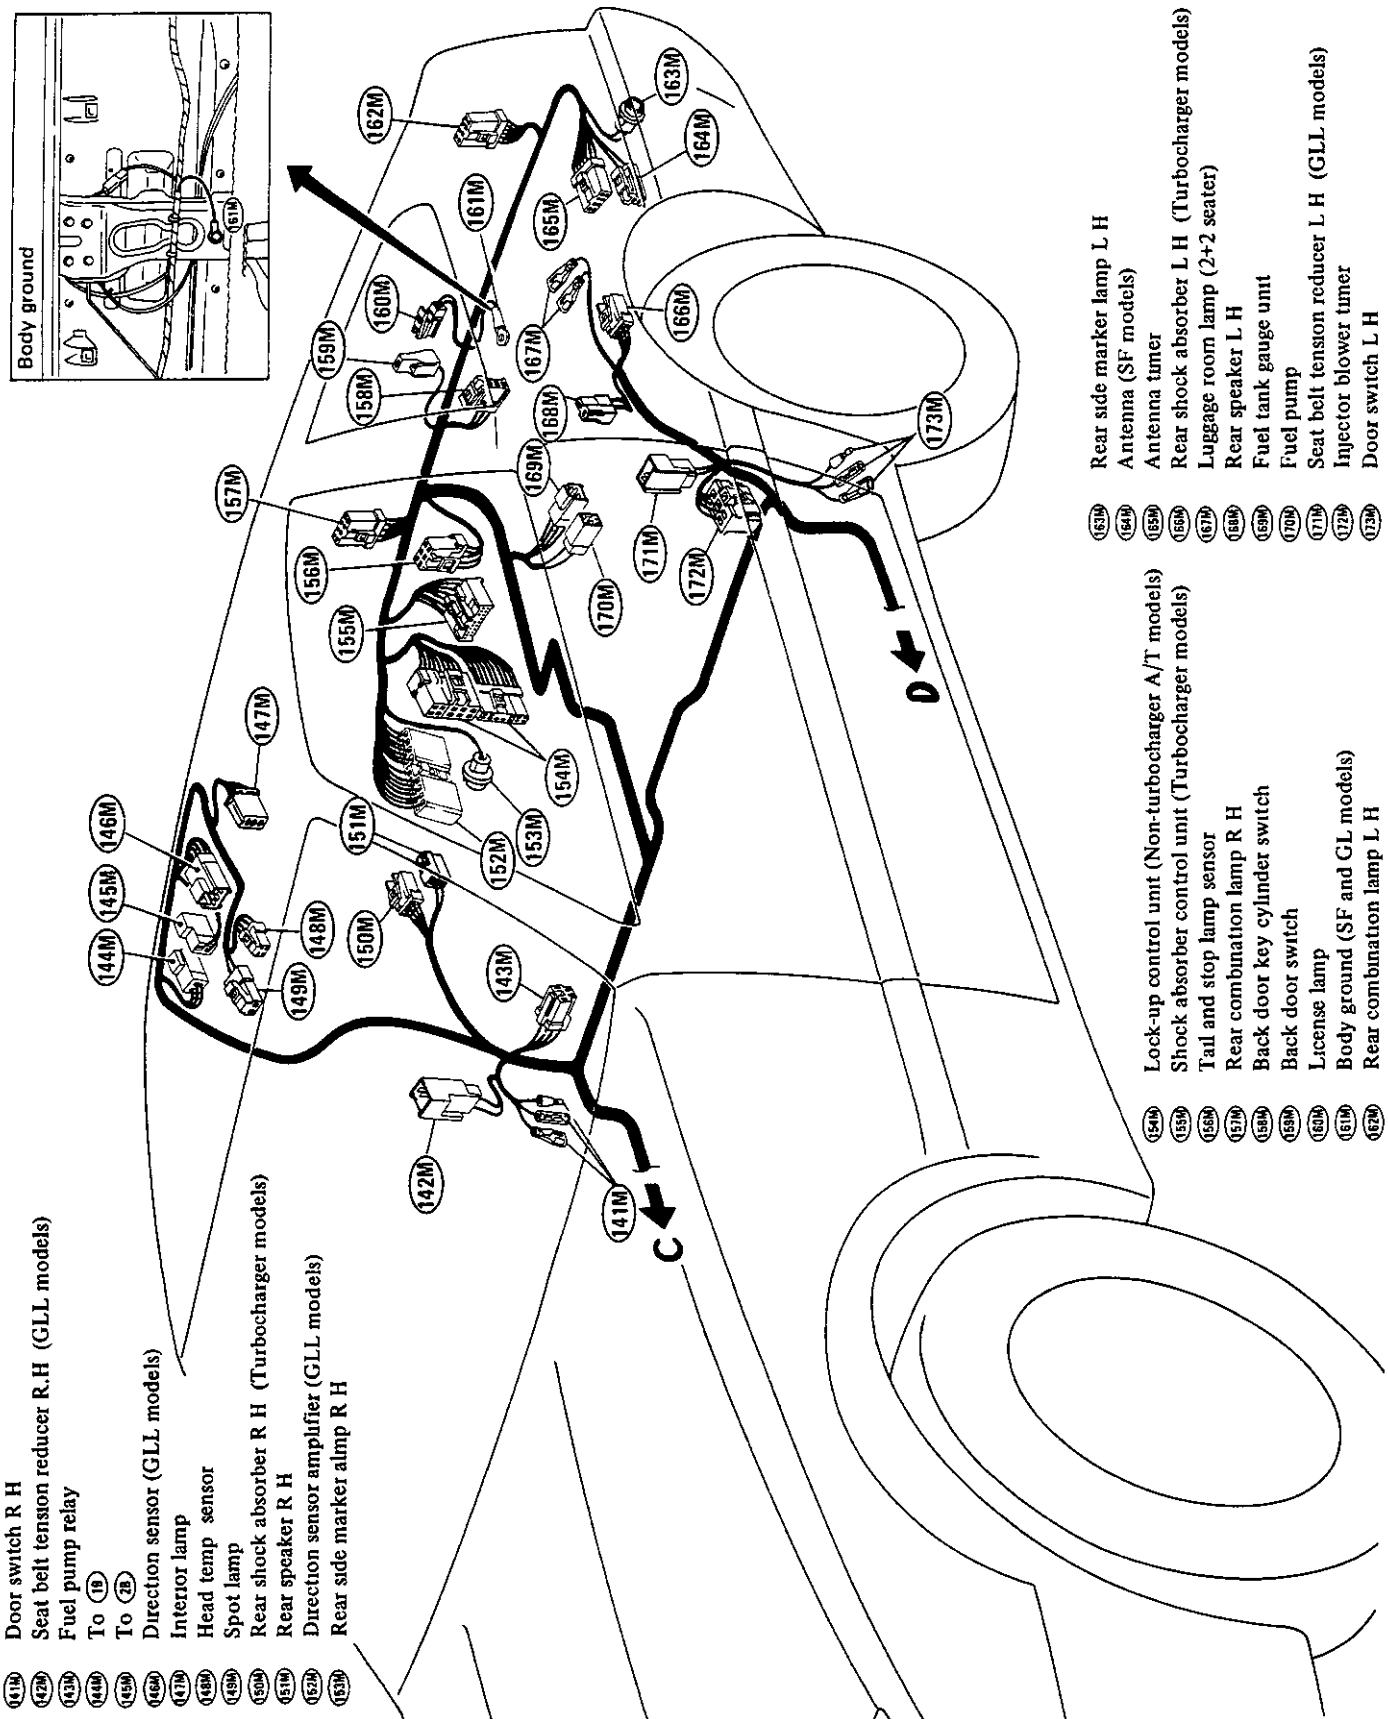 Body ground
161M
141M Door switch R H
142M Seat belt tension reducer R.H (GLL models)
143M Fuel pump relay
144M To 1B
145M To 2B
146M Direction sensor (GLL models)
147M Interior lamp
148M Head temp sensor
149M Spot lamp
150M Rear shock absorber R H (Turbocharger models)
151M Rear speaker R H
152M Direction sensor amplifier (GLL models)
153M Rear side marker almp R H
154M Lock-up control unit (Non-turbocharger A/T models)
155M Shock absorber control unit (Turbocharger models)
156M Tail and stop lamp sensor
157M Rear combination lamp R H
158M Back door key cylinder switch
159M Back door switch
160M License lamp
161M Body ground (SF and GL models)
162M Rear combination lamp L H
163M Rear side marker lamp L H
164M Antenna (SF models)
165M Antenna timer
166M Rear shock absorber L H (Turbocharger models)
167M Luggage room lamp (2+2 seater)
168M Rear speaker L H
169M Fuel tank gauge unit
170M Fuel pump
171M Seat belt tension reducer L H (GLL models)
172M Injector blower timer
173M Door switch L H
141M
142M
143M
144M
145M
146M
147M
148M
149M
150M
151M
152M
153M
154M
155M
156M
157M
158M
159M
160M
161M
162M
163M
164M
165M
166M
167M
168M
169M
170M
171M
172M
173M
C
D